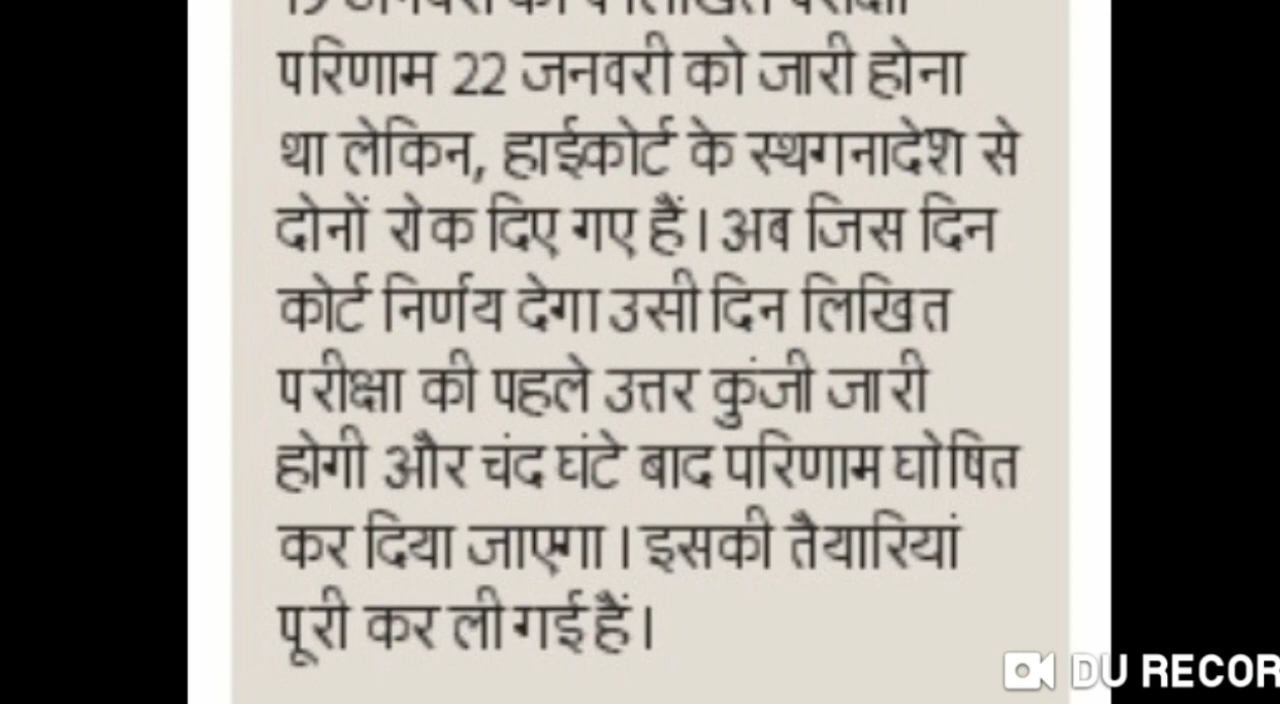 परिणाम 22 जनवरी को जारी होना
था लेकिन, हाईकोर्ट के स्थगनादेश से
दोनों रोक दिए गए हैं। अब जिस दिन
कोर्ट निर्णय देगा उसी दिन लिखित
परीक्षा की पहले उत्तर कुंजी जारी
होगी और चंद घंटे बाद परिणाम घोषित
कर दिया जाएगा। इसकी तैयारियां
पूरी कर ली गई हैं।
DU RECOR